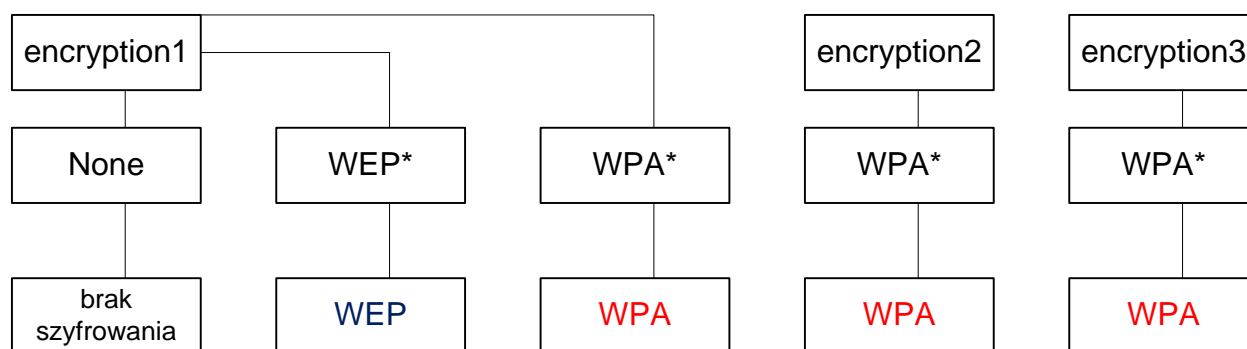 encryption1
encryption2
encryption3
None
WEP*
WPA*
WPA*
WPA*
brak
szyfrowania
WEP
WPA
WPA
WPA